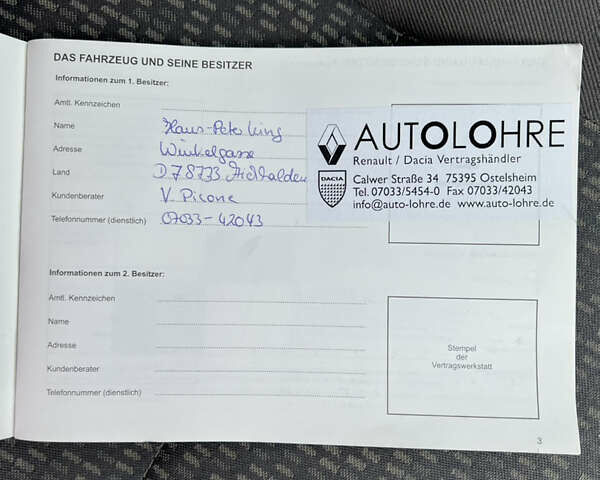 DAS FAHRZEUG UND SEINE BESITZER
Informationen zum 1. Besitzer:
Amtl. Kennzeichen
Name Hans-Peter King
Adresse Winkelgasse
Land D 78733 Aichhalden
Kundenberater V. Picone
Telefonnummer (dienstlich) 07033-42043
AUTOLOHRE
Renault / Dacia Vertragshändler
DACIA
Calwer Straße 34 75395 Ostelsheim
Tel. 07033/5454-0 Fax 07033/42043
info@auto-lohre.de www.auto-lohre.de
Informationen zum 2. Besitzer:
Amtl. Kennzeichen
Name
Adresse
Kundenberater
Telefonnummer (dienstlich)
Stempel
der
Vertragswerkstatt
3